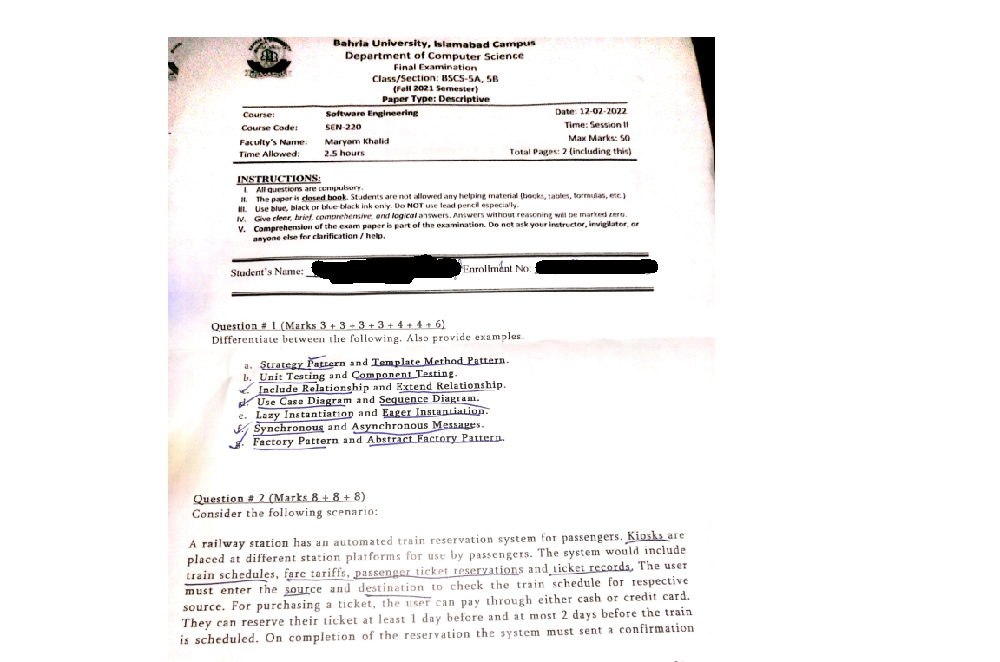 Bahria University, Islamabad Campus
Department of Computer Science
Final Examination
Class/Section: BSCS-5A, 5B
(Fall 2021 Semester)
Paper Type: Descriptive
Course: Software Engineering Date: 12-02-2022
Course Code: SEN-220 Time: Session II
Faculty's Name: Maryam Khalid Max Marks: 50
Time Allowed: 2.5 hours Total Pages: 2 (including this)
INSTRUCTIONS:
I. All questions are compulsory.
II. The paper is closed book. Students are not allowed any helping material (books, tables, formulas, etc.)
III. Use blue, black or blue-black ink only. Do NOT use lead pencil especially.
IV. Give clear, brief, comprehensive, and logical answers. Answers without reasoning will be marked zero.
V. Comprehension of the exam paper is part of the examination. Do not ask your instructor, invigilator, or
anyone else for clarification / help.
Student's Name: Enrollment No:
Question # 1 (Marks 3 + 3 + 3 + 3 + 4 + 4 + 6)
Differentiate between the following. Also provide examples.
a. Strategy Pattern and Template Method Pattern.
b. Unit Testing and Component Testing.
c. Include Relationship and Extend Relationship.
d. Use Case Diagram and Sequence Diagram.
e. Lazy Instantiation and Eager Instantiation.
f. Synchronous and Asynchronous Messages.
g. Factory Pattern and Abstract Factory Pattern.
Question # 2 (Marks 8 + 8 + 8)
Consider the following scenario:
A railway station has an automated train reservation system for passengers. Kiosks are
placed at different station platforms for use by passengers. The system would include
train schedules, fare tariffs, passenger ticket reservations and ticket records. The user
must enter the source and destination to check the train schedule for respective
source. For purchasing a ticket, the user can pay through either cash or credit card.
They can reserve their ticket at least 1 day before and at most 2 days before the train
is scheduled. On completion of the reservation the system must sent a confirmation